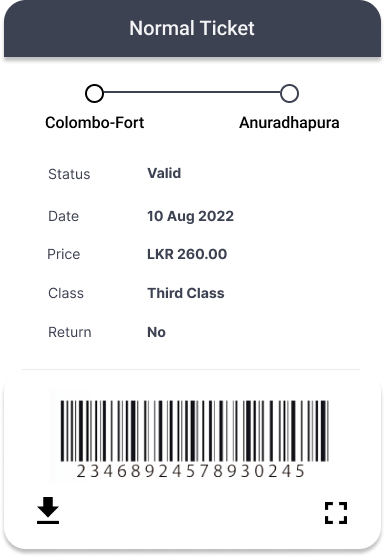 Normal Ticket
Colombo-Fort Anuradhapura
Status Valid
Date 10 Aug 2022
Price LKR 260.00
Class Third Class
Return No
23468924578930245